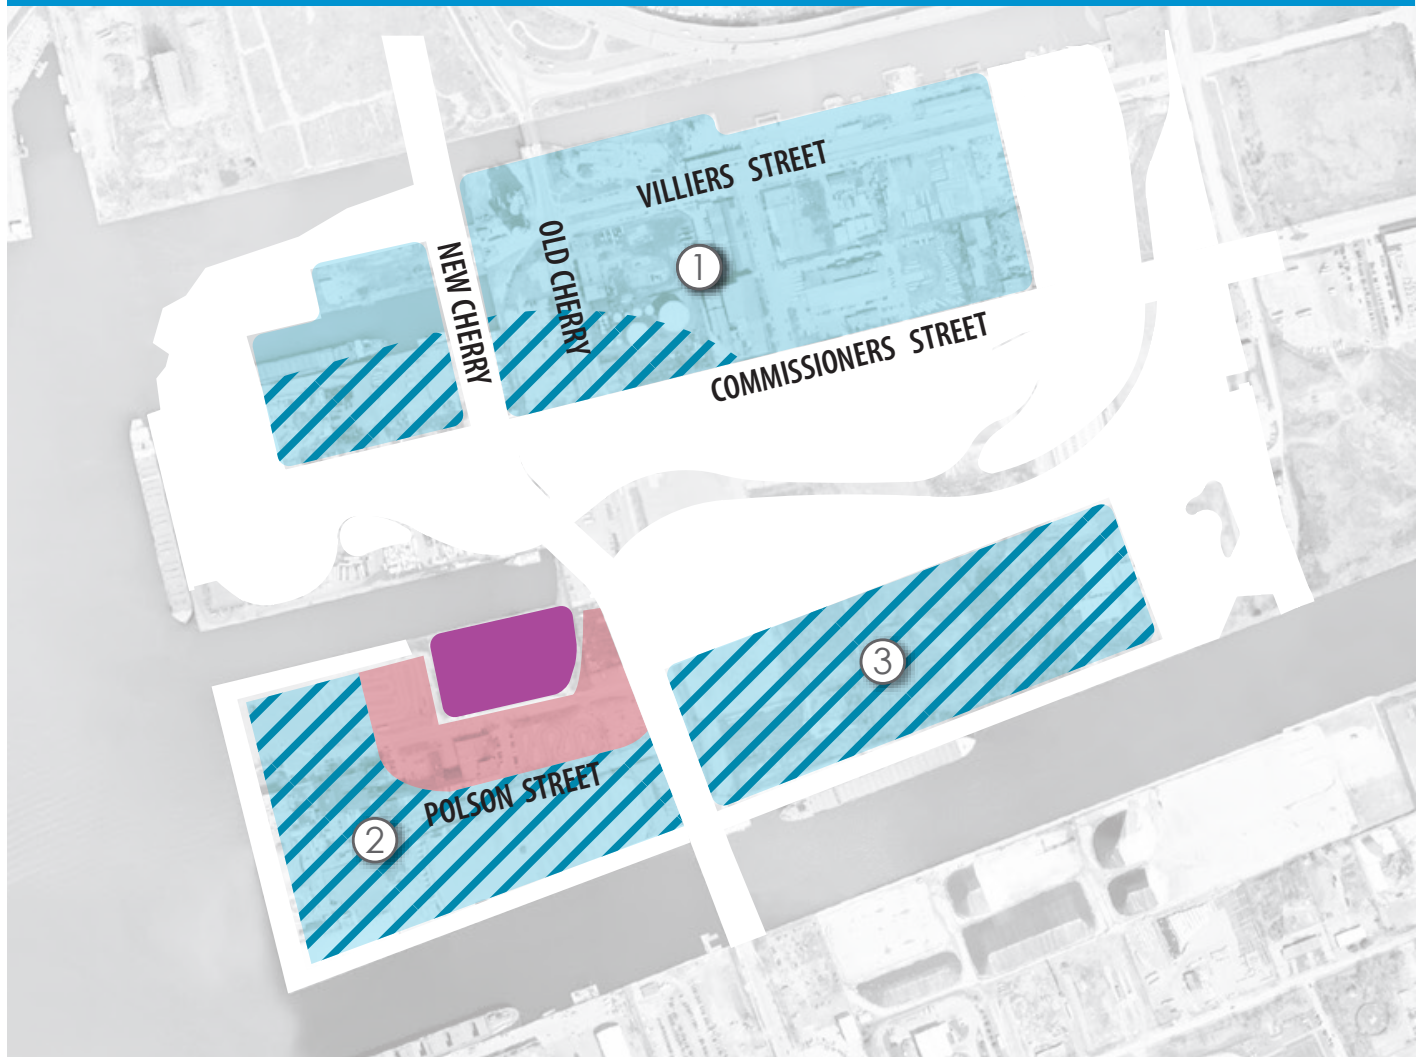 VILLIERS STREET
OLD CHERRY
NEW CHERRY
1
COMMISSIONERS STREET
3
POLSON STREET
2